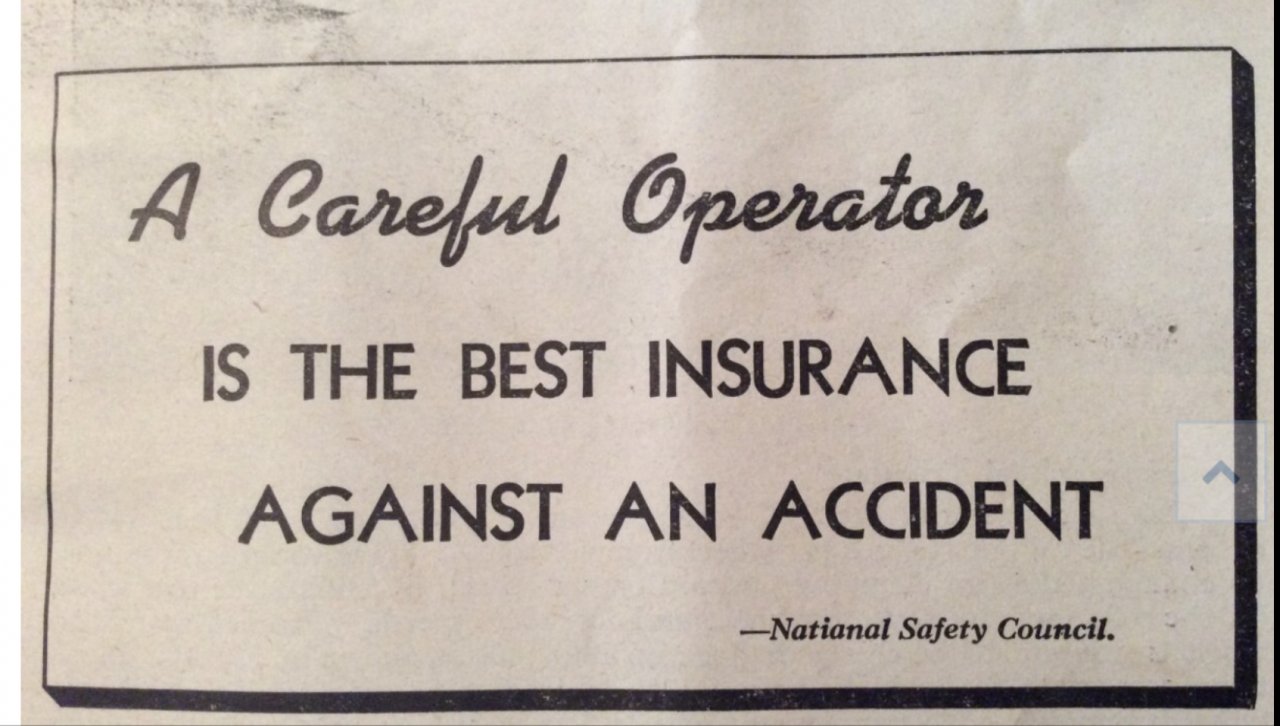 A Careful Operator
IS THE BEST INSURANCE
AGAINST AN ACCIDENT
—Natianal Safety Council.